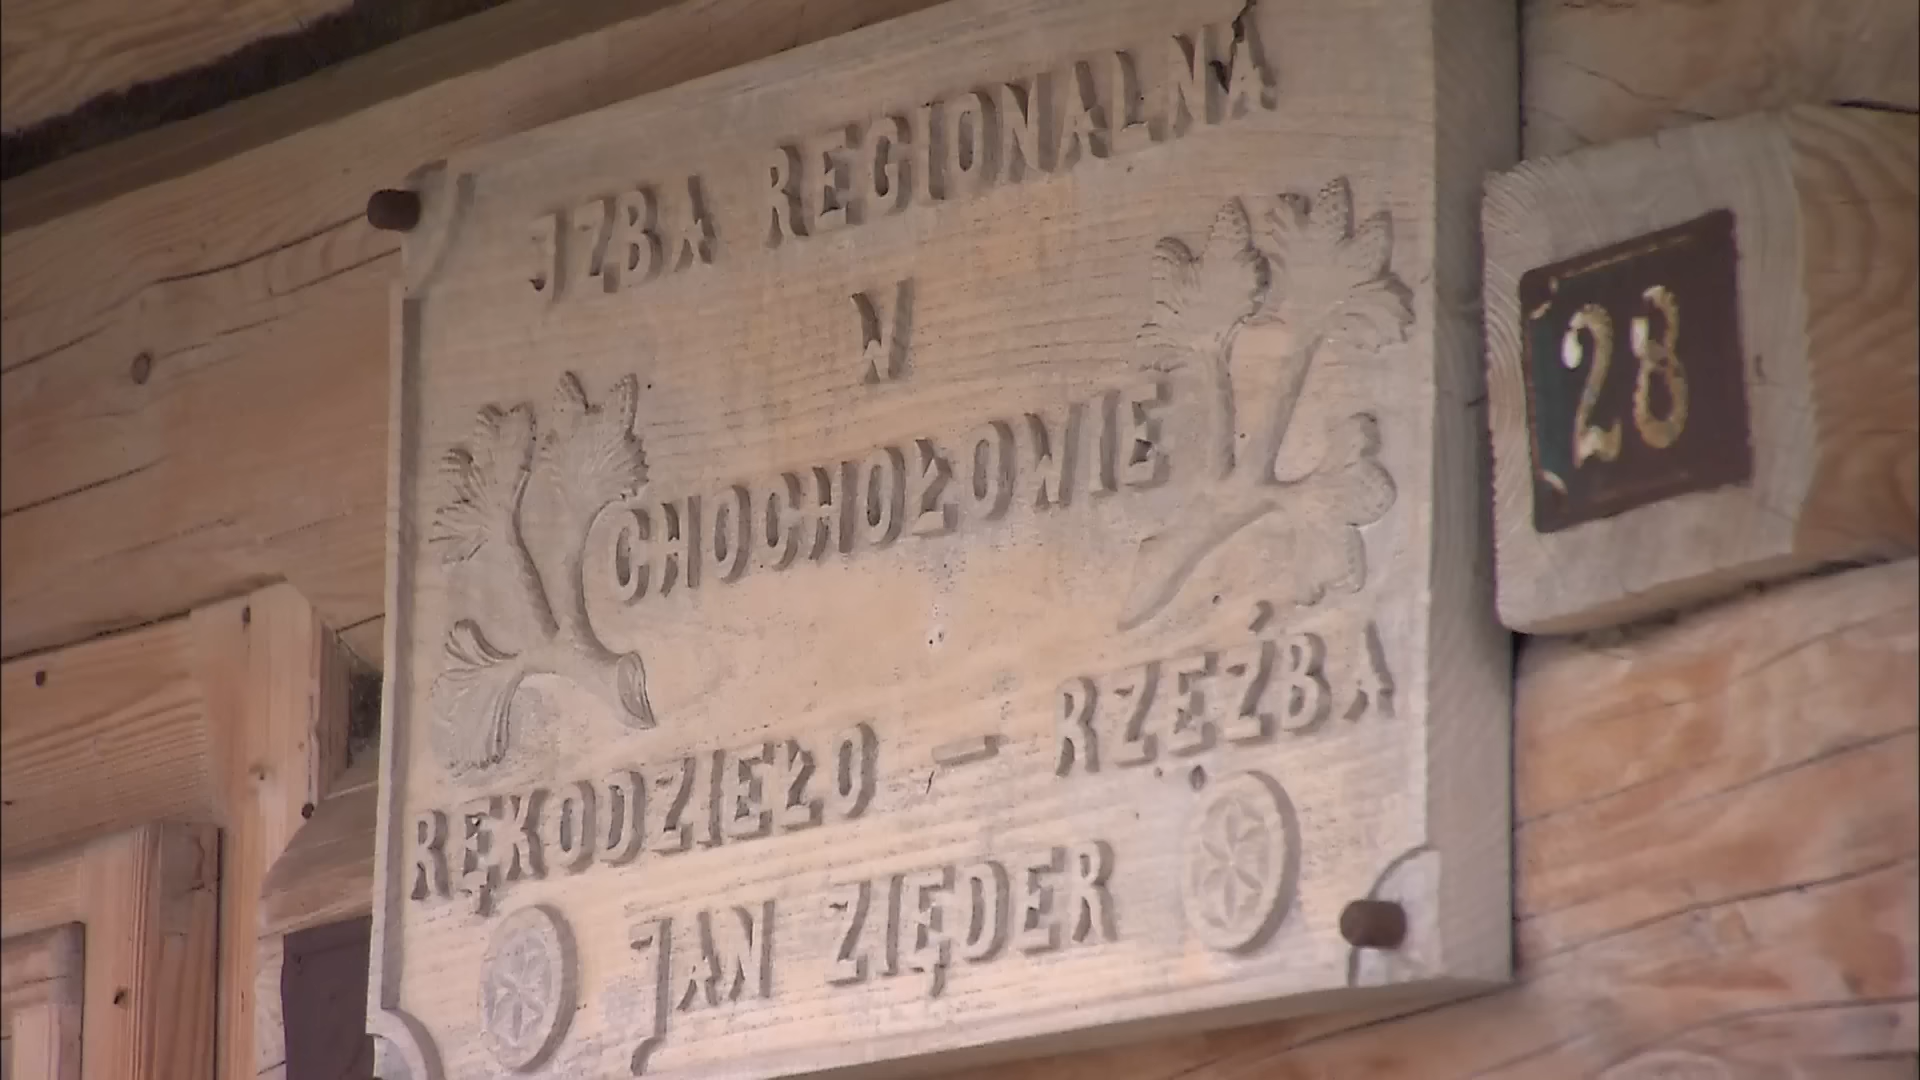 IZBA REGIONALNA
W
CHOCHOŁOWIE
RĘKODZIEŁO – RZEŹBA
JAN ZIĘDER
28